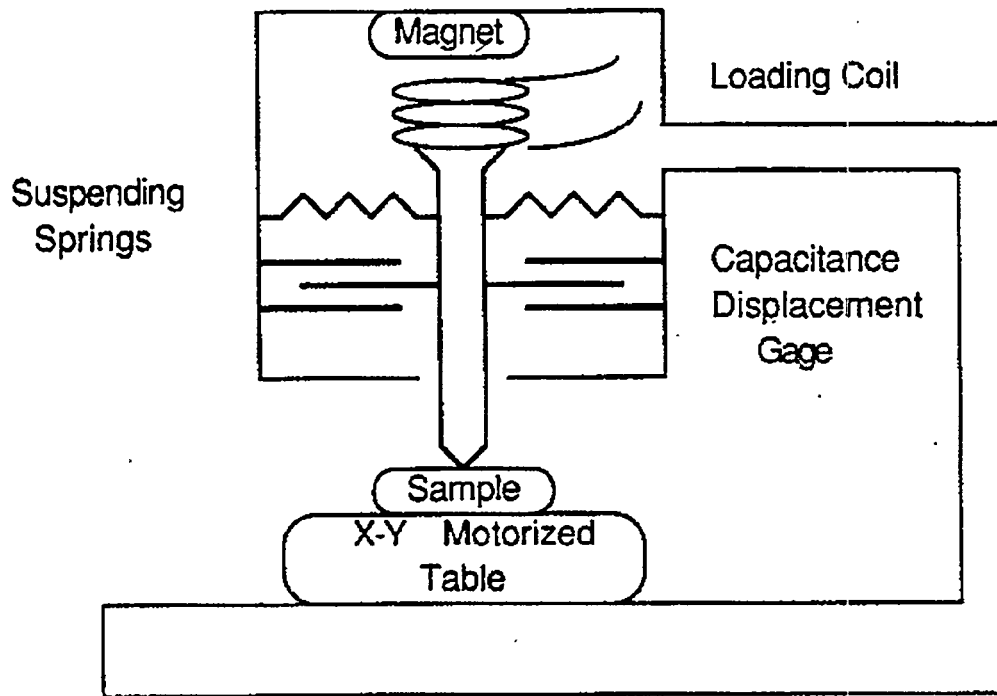 Magnet
Loading Coil
Suspending
Springs
Capacitance
Displacement
Gage
Sample
X-Y Motorized
Table